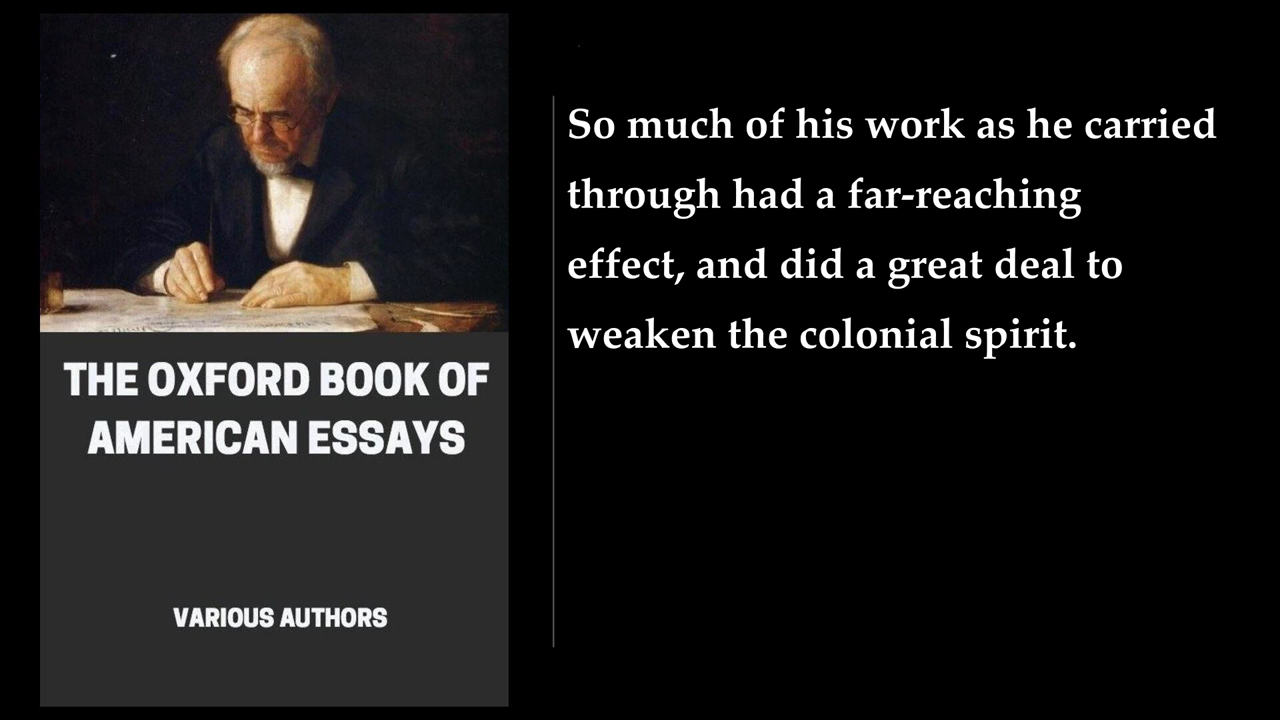 THE OXFORD BOOK OF
AMERICAN ESSAYS
VARIOUS AUTHORS
So much of his work as he carried
through had a far-reaching
effect, and did a great deal to
weaken the colonial spirit.